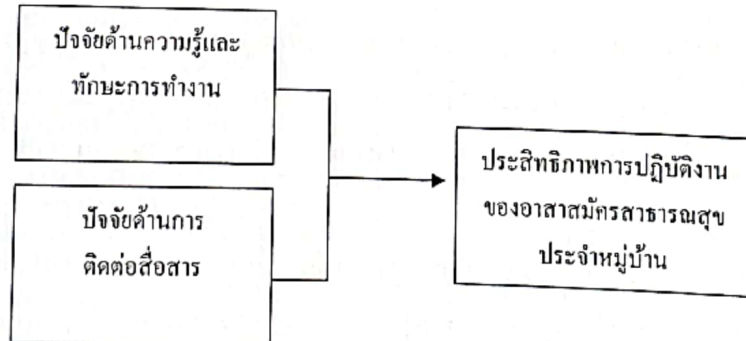 ปัจจัยด้านความรู้และ
ทักษะการทำงาน
ปัจจัยด้านการ
ติดต่อสื่อสาร
ประสิทธิภาพการปฏิบัติงาน
ของอาสาสมัครสาธารณสุข
ประจำหมู่บ้าน